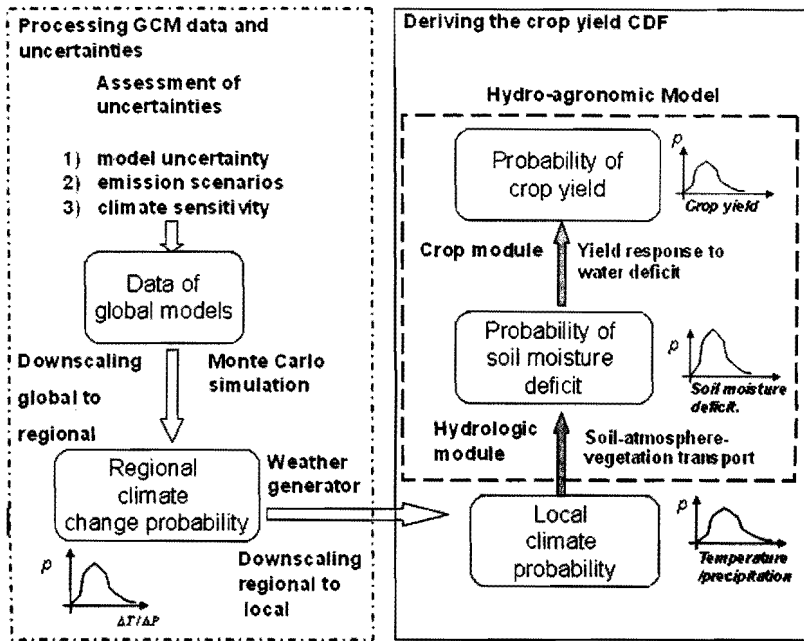 Processing GCM data and
uncertainties
Assessment of
uncertainties
1) model uncertainty
2) emission scenarios
3) climate sensitivity
Data of
global models
Downscaling
global to
regional
Monte Carlo
simulation
Regional
climate
change probability
Weather
generator
Downscaling
regional to
local
p
ΔT/ΔP
Deriving the crop yield CDF
Hydro-agronomic Model
Probability of
crop yield
p
Crop yield
Crop module
Yield response to
water deficit
Probability of
soil moisture
deficit
p
Soil moisture
deficit.
Hydrologic
module
Soil-atmosphere-
vegetation transport
Local
climate
probability
p
Temperature
/precipitation